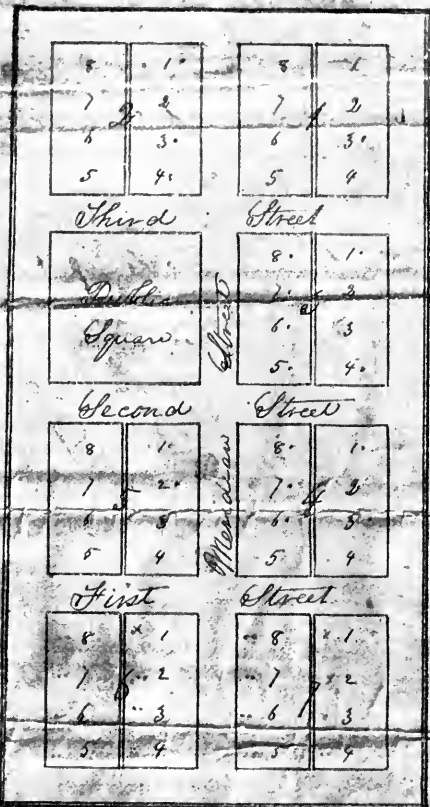 8 1 8 1
7 2 7 2
6 3 6 3
5 4 5 4
Third Street
8 1
Public 7 2
Square 6 3
5 4
Street
Second Street
8 1 8 1
7 2 7 2
6 3 6 3
5 4 5 4
Meridian
First Street
8 x 1 8 x 1
7 2 7 x 2
6 3 6 3
5 4 5 4